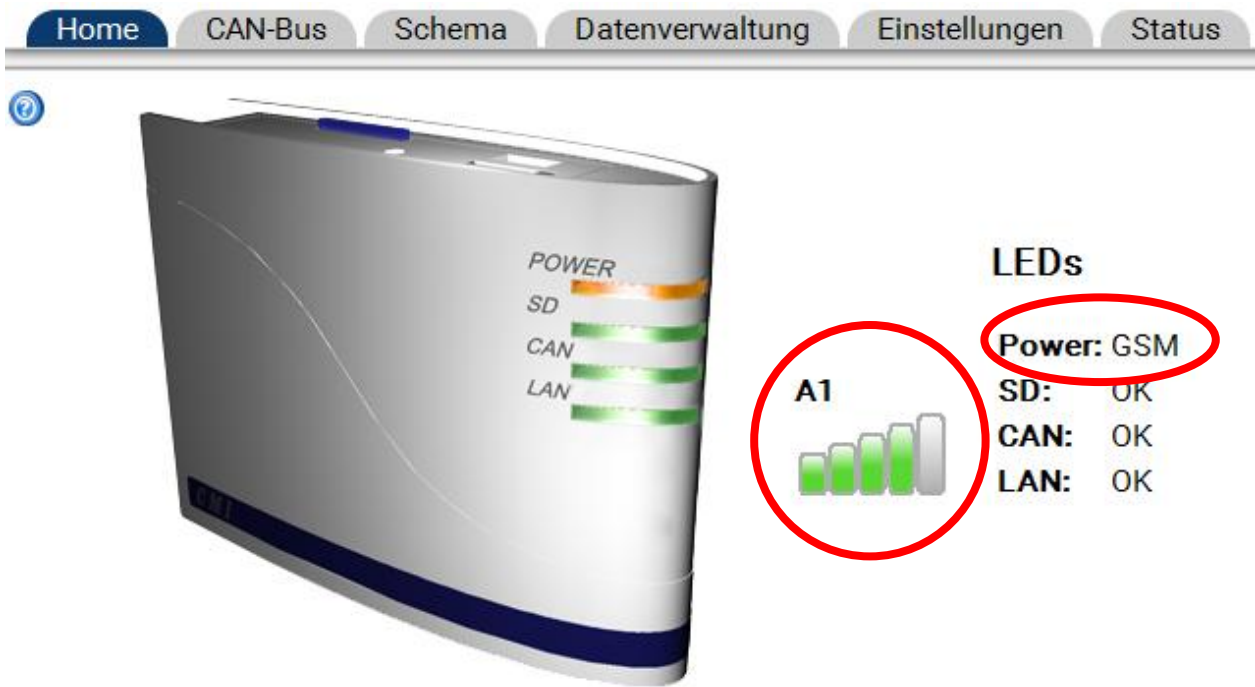 Home CAN-Bus Schema Datenverwaltung Einstellungen Status
?
POWER
SD
CAN
LAN
CMI
A1
LEDs
Power: GSM
SD: OK
CAN: OK
LAN: OK